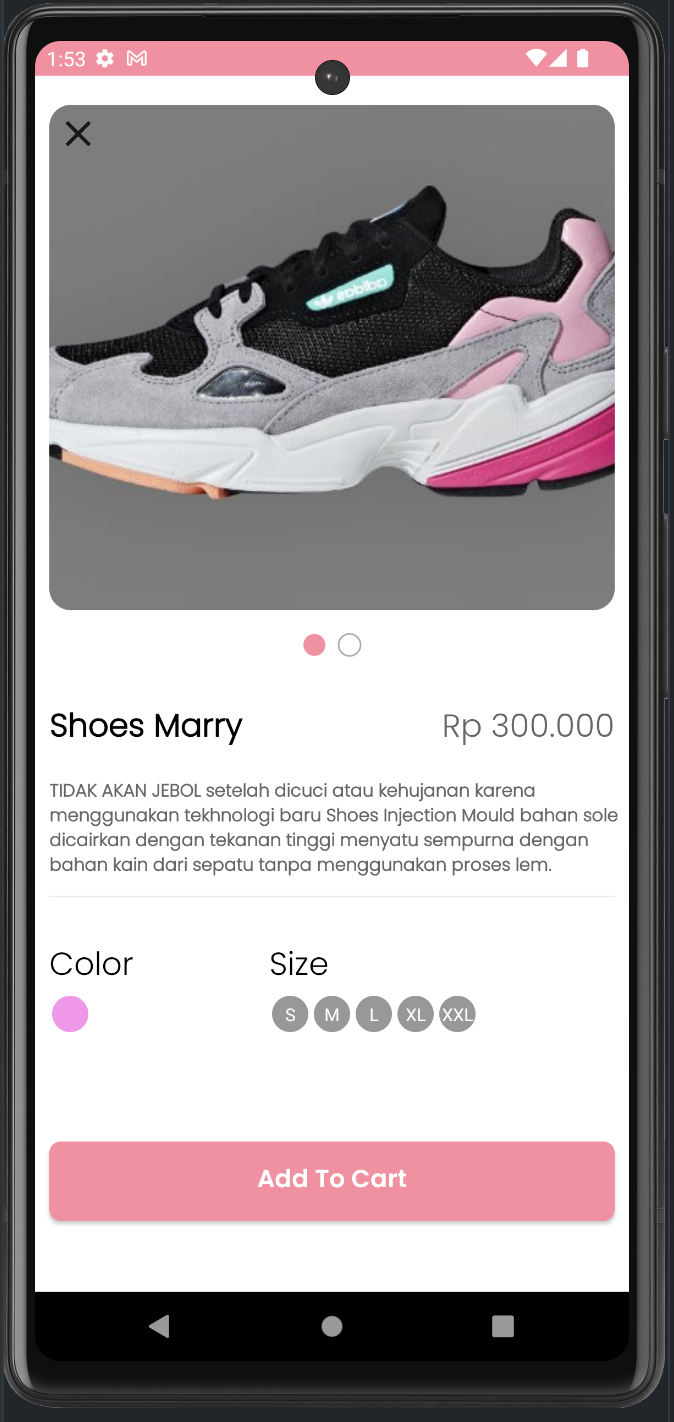 1:53
adidas
Shoes Marry
Rp 300.000
TIDAK AKAN JEBOL setelah dicuci atau kehujanan karena
menggunakan tekhnologi baru Shoes Injection Mould bahan sole
dicairkan dengan tekanan tinggi menyatu sempurna dengan
bahan kain dari sepatu tanpa menggunakan proses lem.
Color
Size
S M L XL XXL
Add To Cart